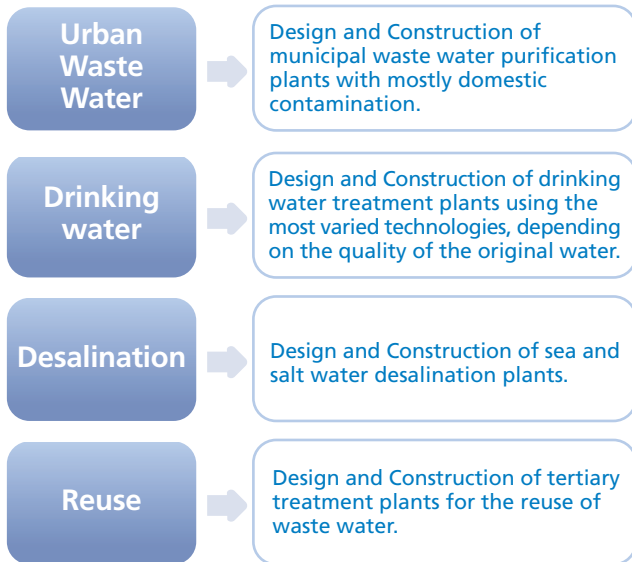 Urban
Waste
Water
Design and Construction of
municipal waste water purification
plants with mostly domestic
contamination.
Drinking
water
Design and Construction of drinking
water treatment plants using the
most varied technologies, depending
on the quality of the original water.
Desalination
Design and Construction of sea and
salt water desalination plants.
Reuse
Design and Construction of tertiary
treatment plants for the reuse of
waste water.